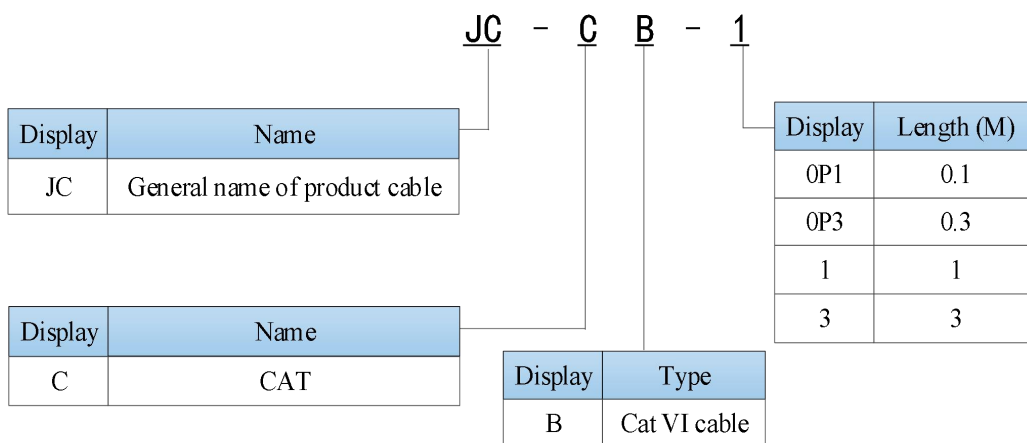 JC - C B - 1
Display Name
JC General name of product cable
Display Name
C CAT
Display Type
B Cat VI cable
Display Length (M)
0P1 0.1
0P3 0.3
1 1
3 3